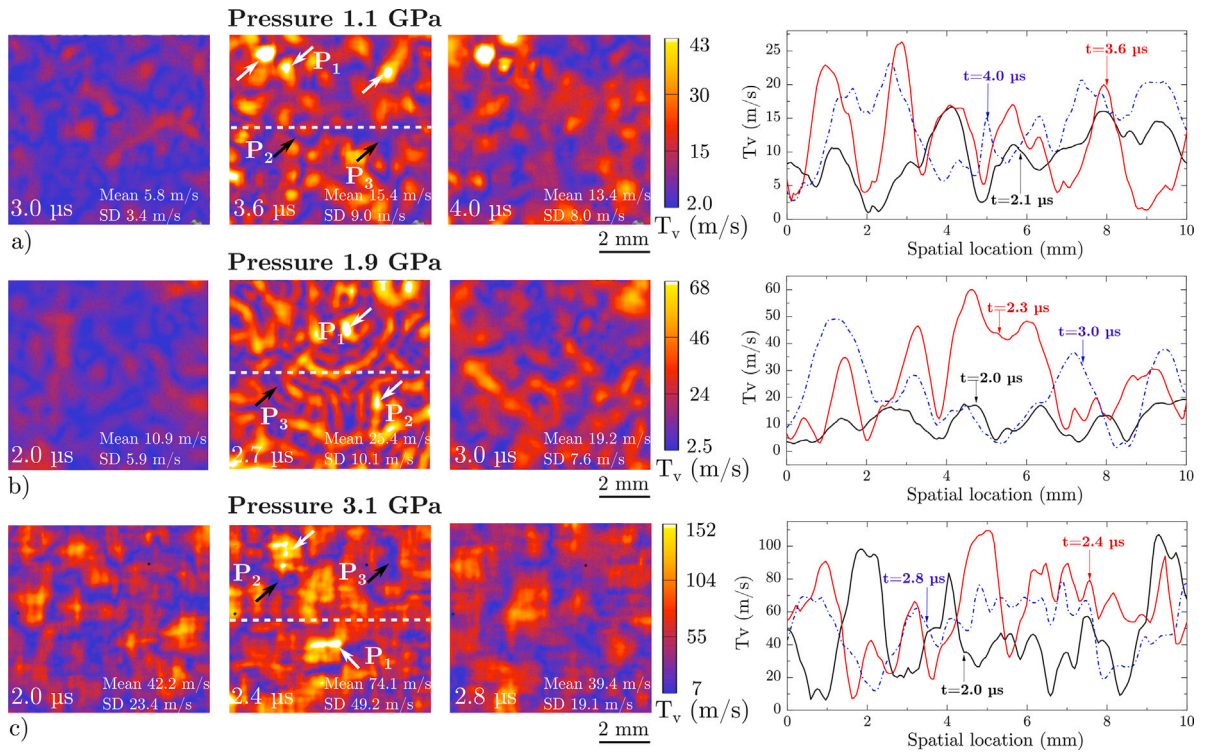 Pressure 1.1 GPa
P1
P2
P3
3.0 µs
Mean 5.8 m/s
SD 3.4 m/s
3.6 µs
Mean 15.4 m/s
SD 9.0 m/s
4.0 µs
Mean 13.4 m/s
SD 8.0 m/s
43
30
15
2.0
Tv (m/s)
2 mm
a)
25
20
15
10
5
0
Tv (m/s)
t=4.0 µs
t=3.6 µs
t=2.1 µs
0 2 4 6 8 10
Spatial location (mm)
Pressure 1.9 GPa
P1
P3
P2
2.0 µs
Mean 10.9 m/s
SD 5.9 m/s
2.7 µs
Mean 25.4 m/s
SD 10.1 m/s
3.0 µs
Mean 19.2 m/s
SD 7.6 m/s
68
46
24
2.5
Tv (m/s)
2 mm
b)
60
50
40
30
20
10
0
Tv (m/s)
t=2.3 µs
t=3.0 µs
t=2.0 µs
0 2 4 6 8 10
Spatial location (mm)
Pressure 3.1 GPa
P2
P3
P1
2.0 µs
Mean 42.2 m/s
SD 23.4 m/s
2.4 µs
Mean 74.1 m/s
SD 49.2 m/s
2.8 µs
Mean 39.4 m/s
SD 19.1 m/s
152
104
55
7
Tv (m/s)
2 mm
c)
100
80
60
40
20
0
Tv (m/s)
t=2.4 µs
t=2.8 µs
t=2.0 µs
0 2 4 6 8 10
Spatial location (mm)